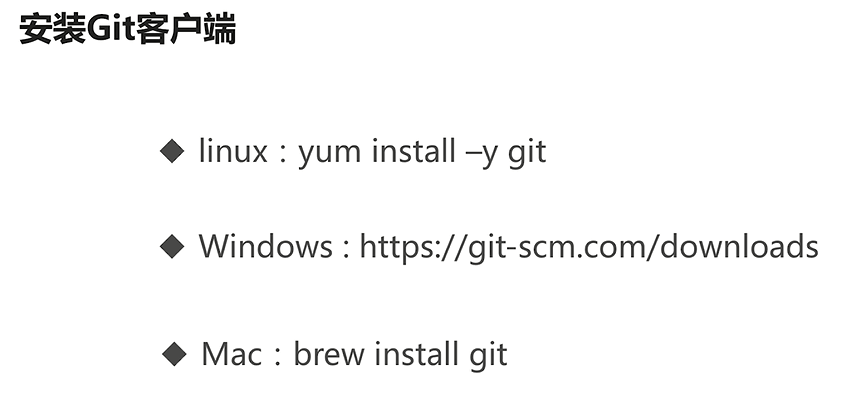 安装Git客户端
◆ linux：yum install –y git
◆ Windows : https://git-scm.com/downloads
◆ Mac：brew install git